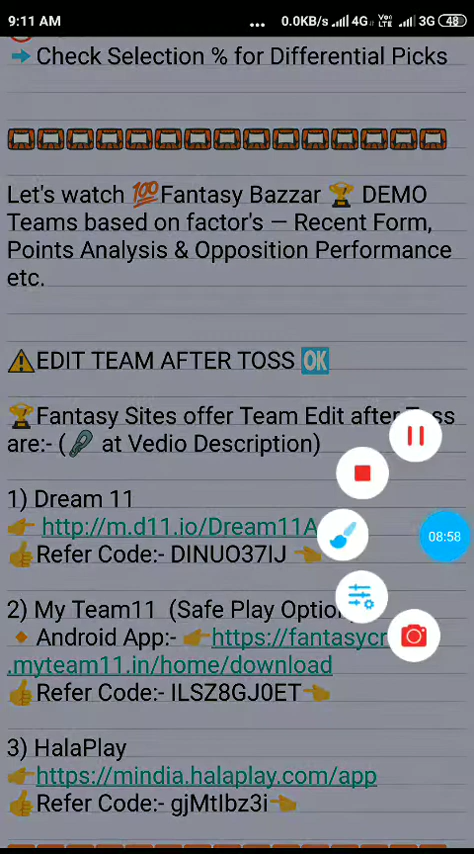 9:11 AM ... 0.0KB/s 4G Vo LTE 3G 48
➡ Check Selection % for Differential Picks
Let's watch 💯Fantasy Bazzar 🏆 DEMO
Teams based on factor's — Recent Form,
Points Analysis & Opposition Performance
etc.
⚠EDIT TEAM AFTER TOSS 🆗
🏆Fantasy Sites offer Team Edit after Toss
are:- ( at Vedio Description)
1) Dream 11
👉 http://m.d11.io/Dream11A
👍Refer Code:- DINUO37IJ 👈
08:58
2) My Team11 (Safe Play Option
🔸Android App:- 👉https://fantasycr
.myteam11.in/home/download
👍Refer Code:- ILSZ8GJ0ET👈
3) HalaPlay
👉https://mindia.halaplay.com/app
👍Refer Code:- gjMtIbz3i👈